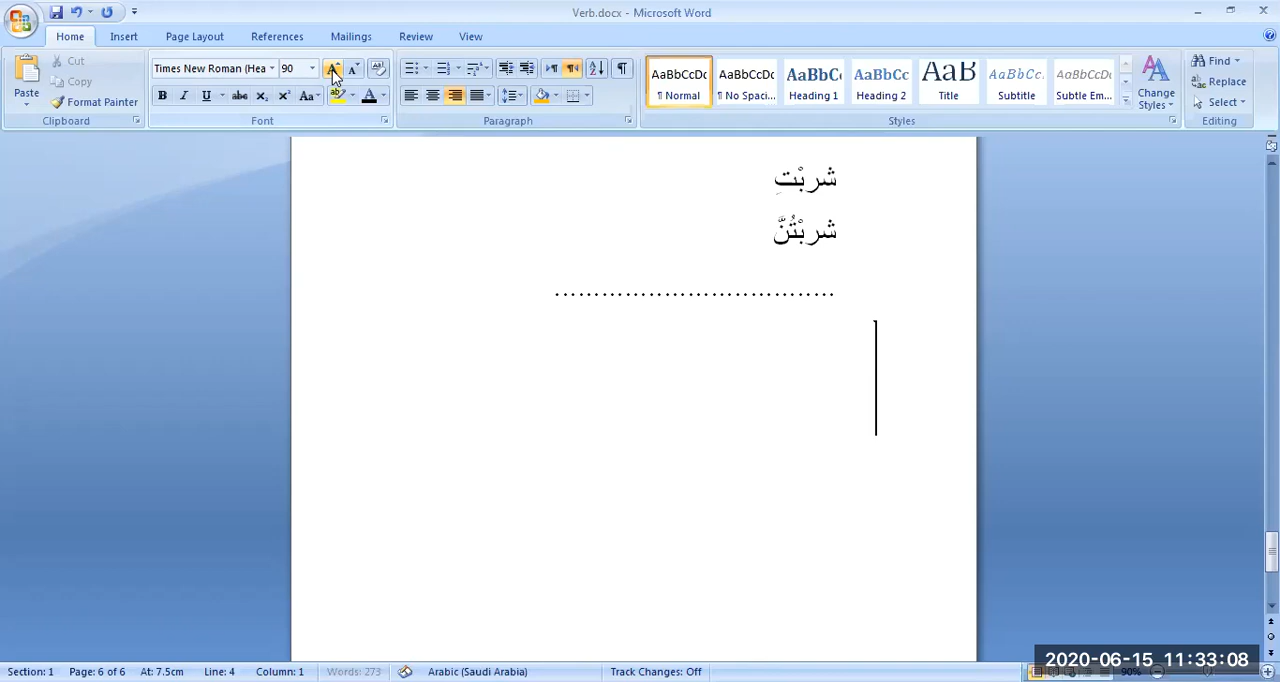 Verb.docx - Microsoft Word
Home Insert Page Layout References Mailings Review View
Cut
Copy
Format Painter
Paste
Clipboard
Times New Roman (Hea 90
Font
Paragraph
AaBbCcDc AaBbCcDc AaBbC AaBbCc AaB AaBbCc. AaBbCcDc
¶ Normal ¶ No Spaci... Heading 1 Heading 2 Title Subtitle Subtle Em...
Change Styles
Styles
Find
Replace
Select
Editing
شربْتِ
شربْتُنَّ
....................................
Section: 1 Page: 6 of 6 At: 7.5cm Line: 4 Column: 1 Words: 273 Arabic (Saudi Arabia) Track Changes: Off 90%
2020-06-15 11:33:08